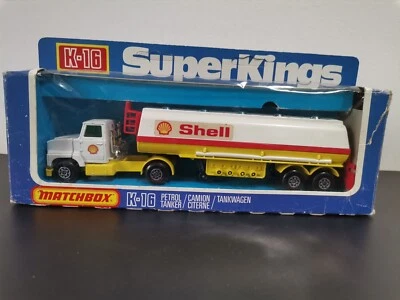 K-16
SuperKings
Shell
MATCHBOX
K-16
PETROL
TANKER/
CAMION
CITERNE/
TANKWAGEN